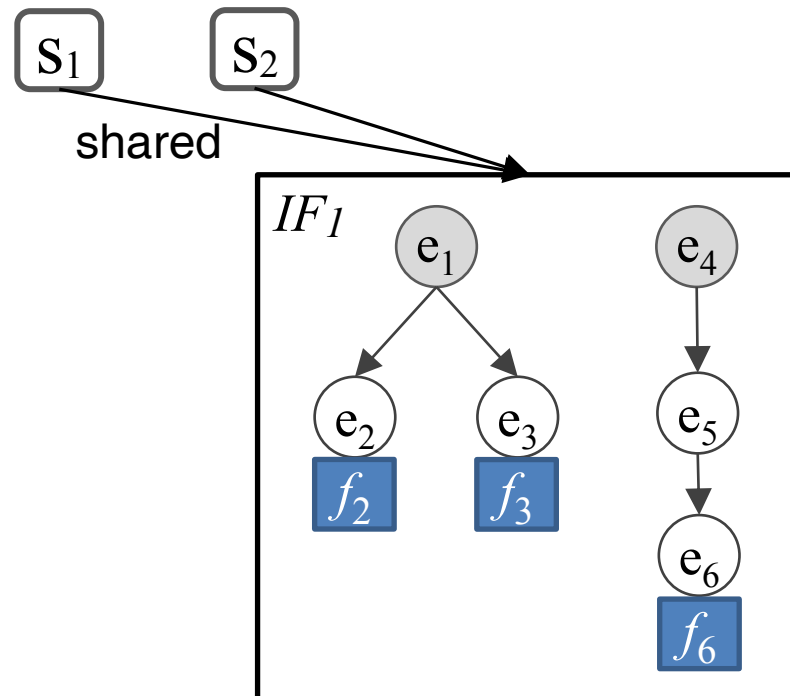 S₁ S₂
shared
IF₁
e₁ e₄
e₂ e₃ e₅
f₂ f₃
e₆
f₆